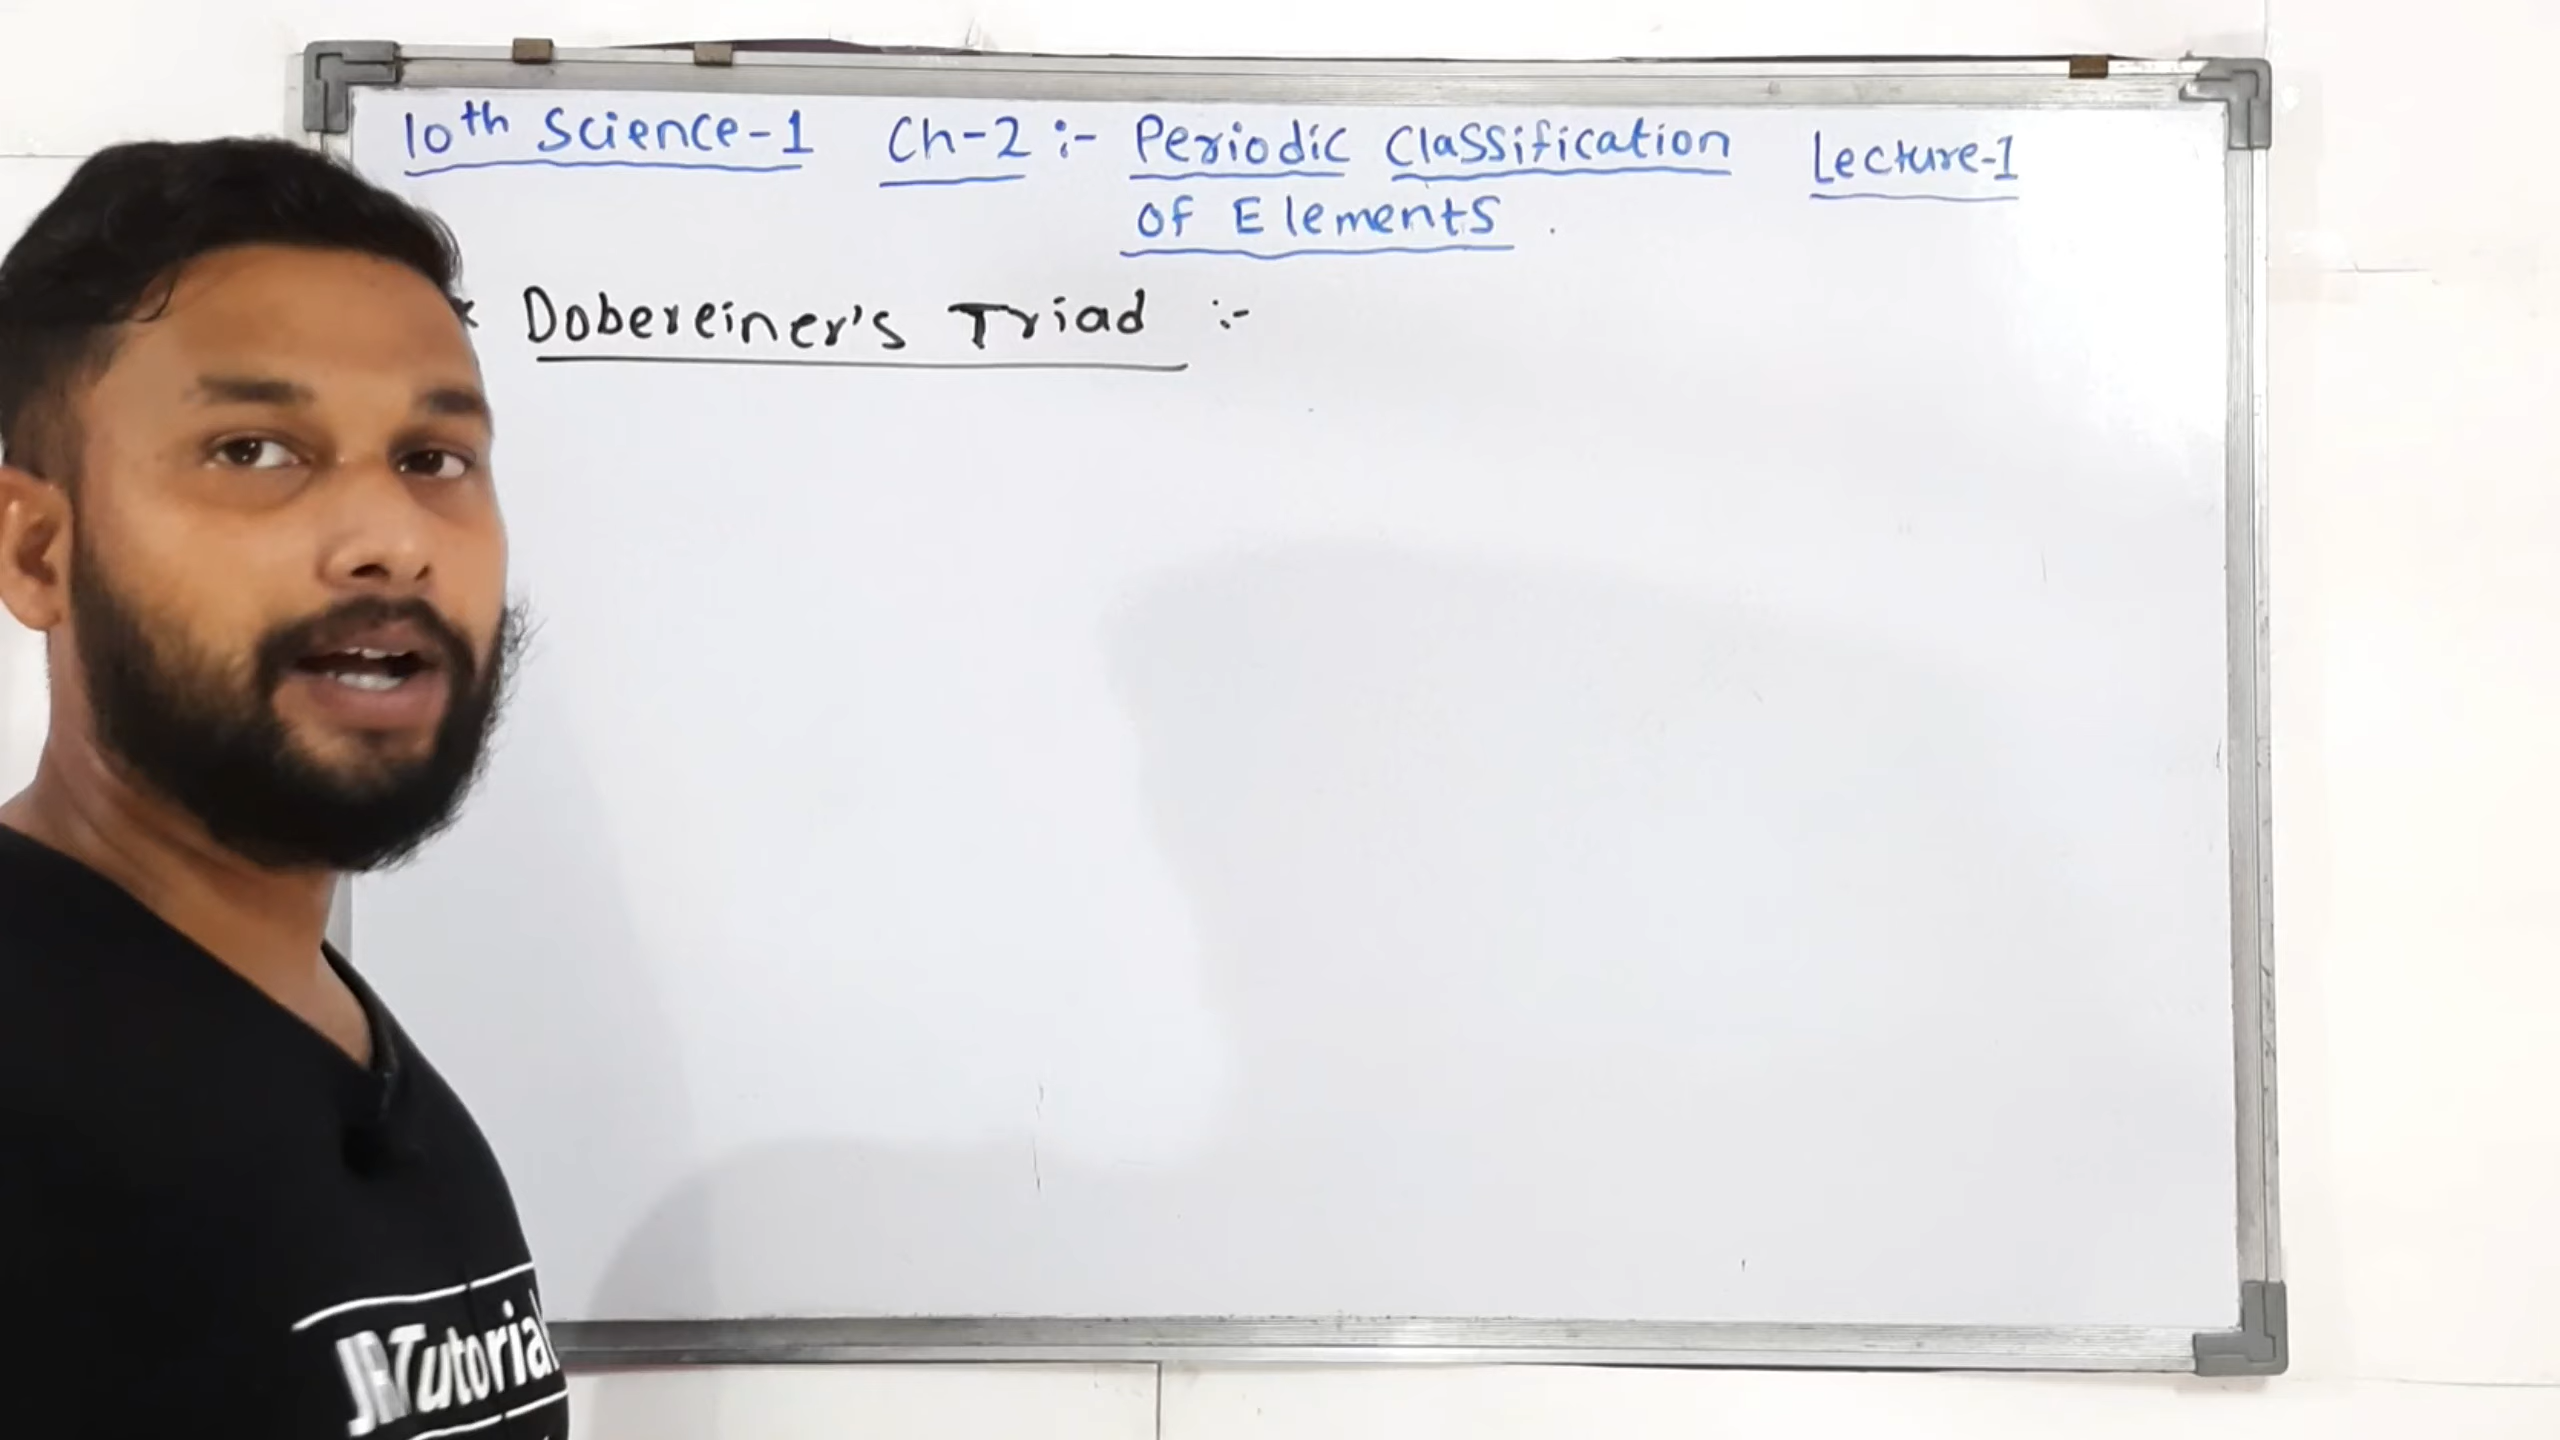 10th Science-1 Ch-2 :- Periodic Classification Lecture-1
of Elements .
* Dobereiner's Triad :-
Tutorial